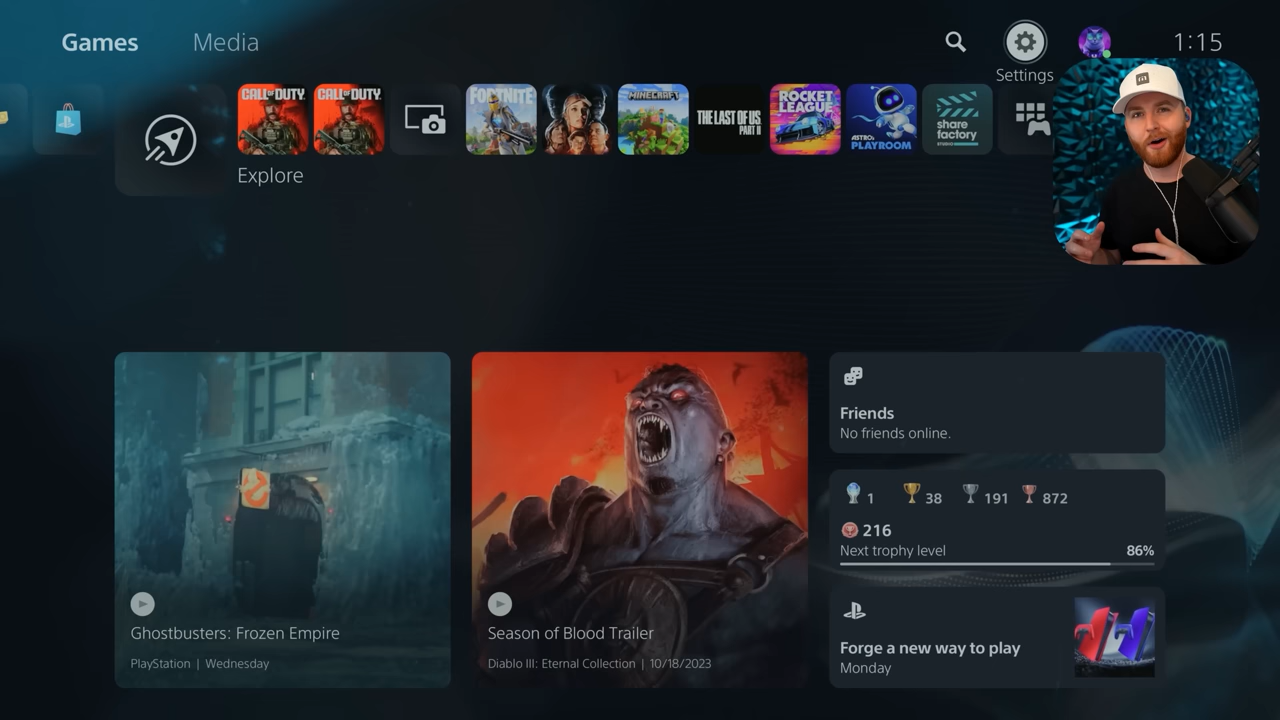 Games
Media
1:15
Settings
CALL OF DUTY
CALL OF DUTY
FORTNITE
MINECRAFT
THE LAST OF US
PART II
ROCKET
LEAGUE
ASTRO's
PLAYROOM
share
factory
STUDIO
Explore
Friends
No friends online.
1
38
191
872
216
Next trophy level
86%
Ghostbusters: Frozen Empire
PlayStation | Wednesday
Season of Blood Trailer
Diablo III: Eternal Collection | 10/18/2023
Forge a new way to play
Monday